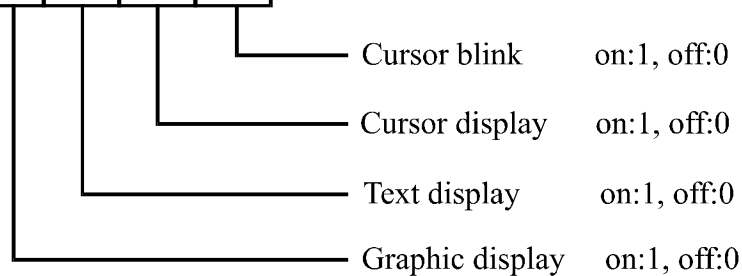 Cursor blink on:1, off:0
Cursor display on:1, off:0
Text display on:1, off:0
Graphic display on:1, off:0